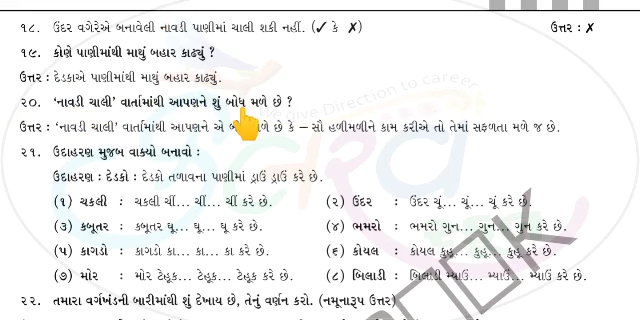 ૧૮. ઉંદર વગેરેએ બનાવેલી નાવડી પાણીમાં ચાલી શકી નહીં. (✓ કે ✗) ઉત્તર : ✗
૧૯. કોણે પાણીમાંથી માથું બહાર કાઢ્યું ?
ઉત્તર : દેડકાએ પાણીમાંથી માથું બહાર કાઢ્યું.
૨૦. ‘નાવડી ચાલી’ વાર્તામાંથી આપણને શું બોધ મળે છે ?
ઉત્તર : ‘નાવડી ચાલી’ વાર્તામાંથી આપણને એ છે કે – સૌ હળીમળીને કામ કરીએ તો તેમાં સફળતા મળે જ છે.
૨૧. ઉદાહરણ મુજબ વાક્યો બનાવો :
ઉદાહરણ : દેડકો : દેડકો તળાવના પાણીમાં ડ્રાઉં ડ્રાઉં કરે છે.
(૧) ચકલી : ચકલી ચીં... ચીં... ચીં કરે છે. (૨) ઉંદર : ઉંદર ચૂં... ચૂં... ચૂં કરે છે.
(૩) કબૂતર : કબૂતર ઘૂ... ઘૂ... ઘૂ કરે છે. (૪) ભમરો : ભમરો ગુન... ગુન... ગુન કરે છે.
(૫) કાગડો : કાગડો કા... કા... કા કરે છે. (૬) કોયલ : કોયલ કુહૂ... કુહૂ... કુહૂ કરે છે.
(૭) મોર : મોર ટેહૂક... ટેહૂક... ટેહૂક કરે છે. (૮) બિલાડી : બિલાડી મ્યાઉં... મ્યાઉં... મ્યાઉં કરે છે.
૨૨. તમારા વર્ગખંડની બારીમાંથી શું દેખાય છે, તેનું વર્ણન કરો. (નમૂનારૂપ ઉત્તર)